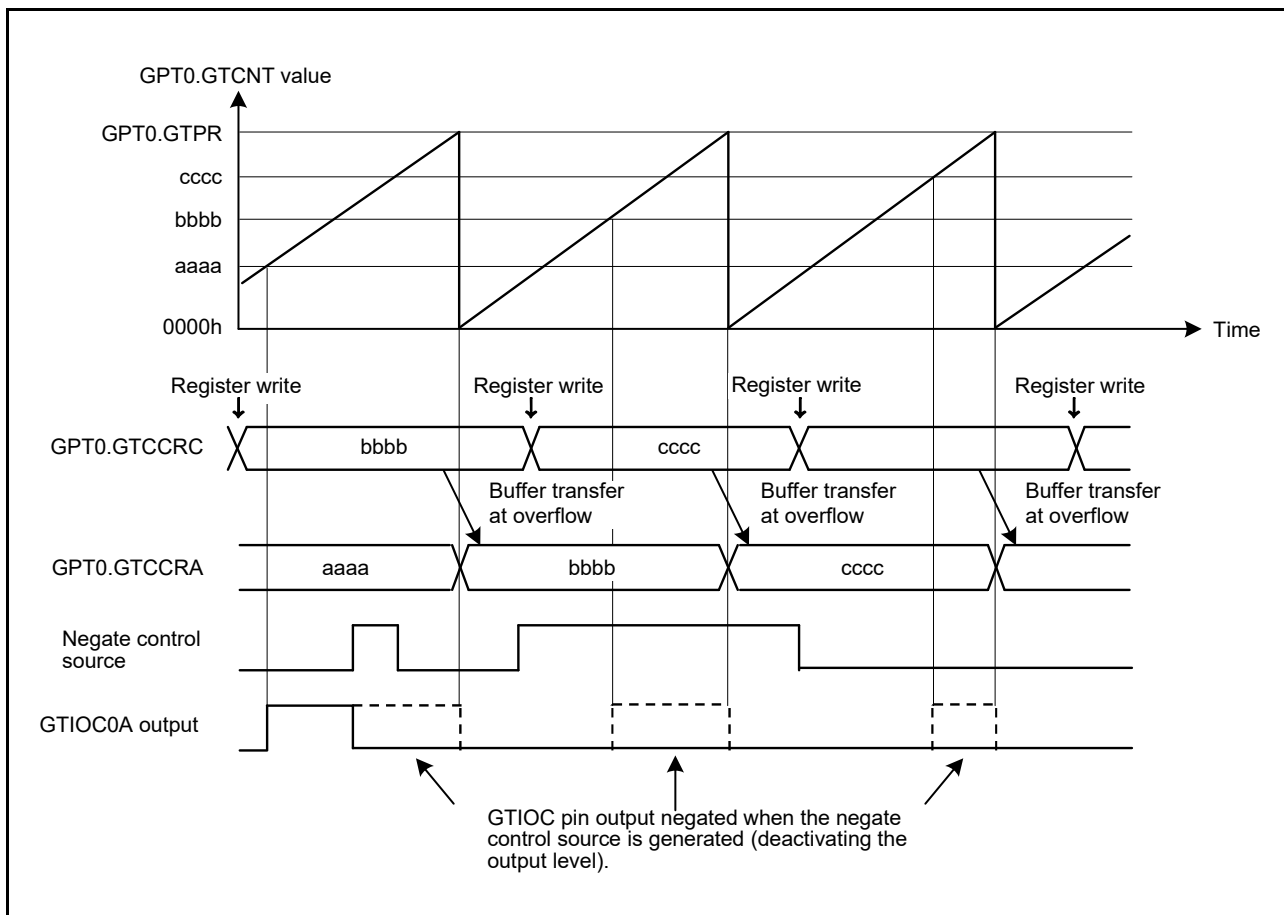 GPT0.GTCNT value
GPT0.GTPR
cccc
bbbb
aaaa
0000h
Time
Register write
Register write
Register write
Register write
GPT0.GTCCRC
bbbb
cccc
Buffer transfer
at overflow
Buffer transfer
at overflow
Buffer transfer
at overflow
GPT0.GTCCRA
aaaa
bbbb
cccc
Negate control
source
GTIOC0A output
GTIOC pin output negated when the negate
control source is generated (deactivating the
output level).